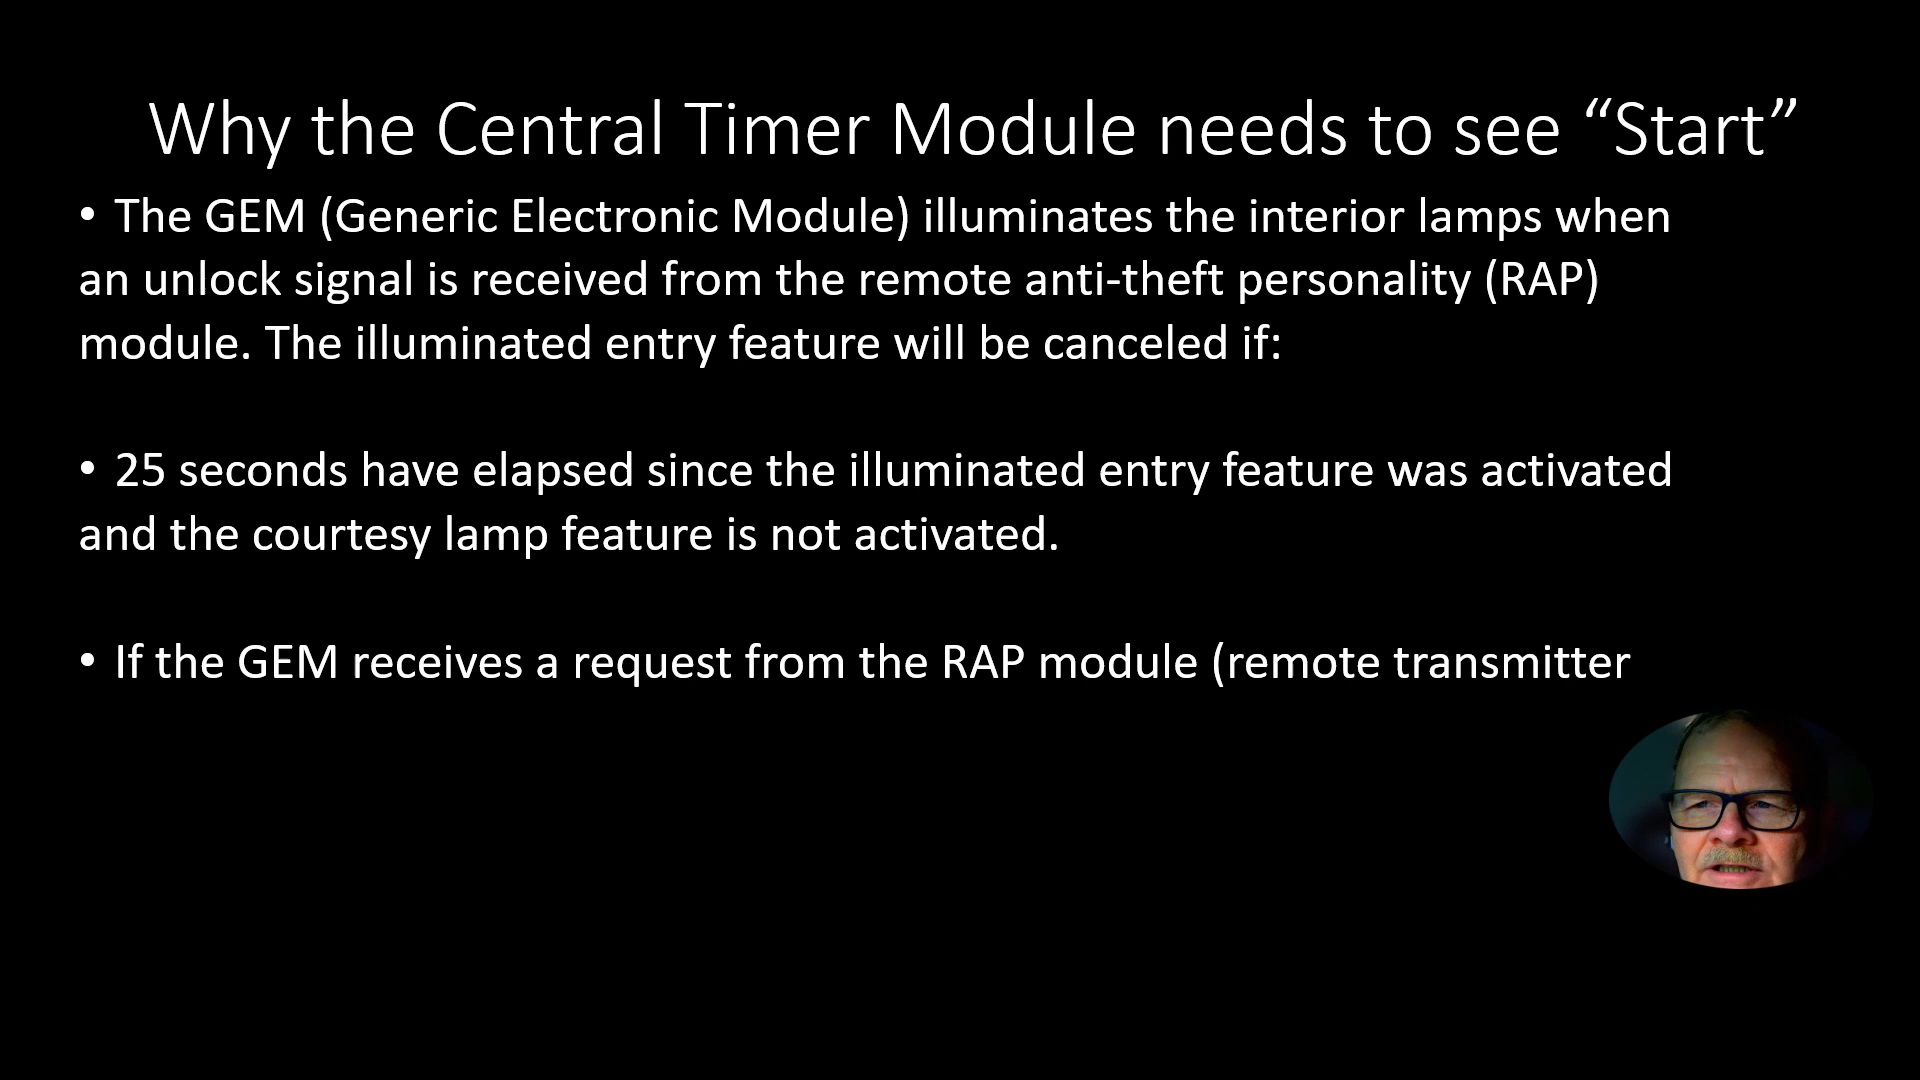 Why the Central Timer Module needs to see “Start”
• The GEM (Generic Electronic Module) illuminates the interior lamps when
an unlock signal is received from the remote anti-theft personality (RAP)
module. The illuminated entry feature will be canceled if:
• 25 seconds have elapsed since the illuminated entry feature was activated
and the courtesy lamp feature is not activated.
• If the GEM receives a request from the RAP module (remote transmitter